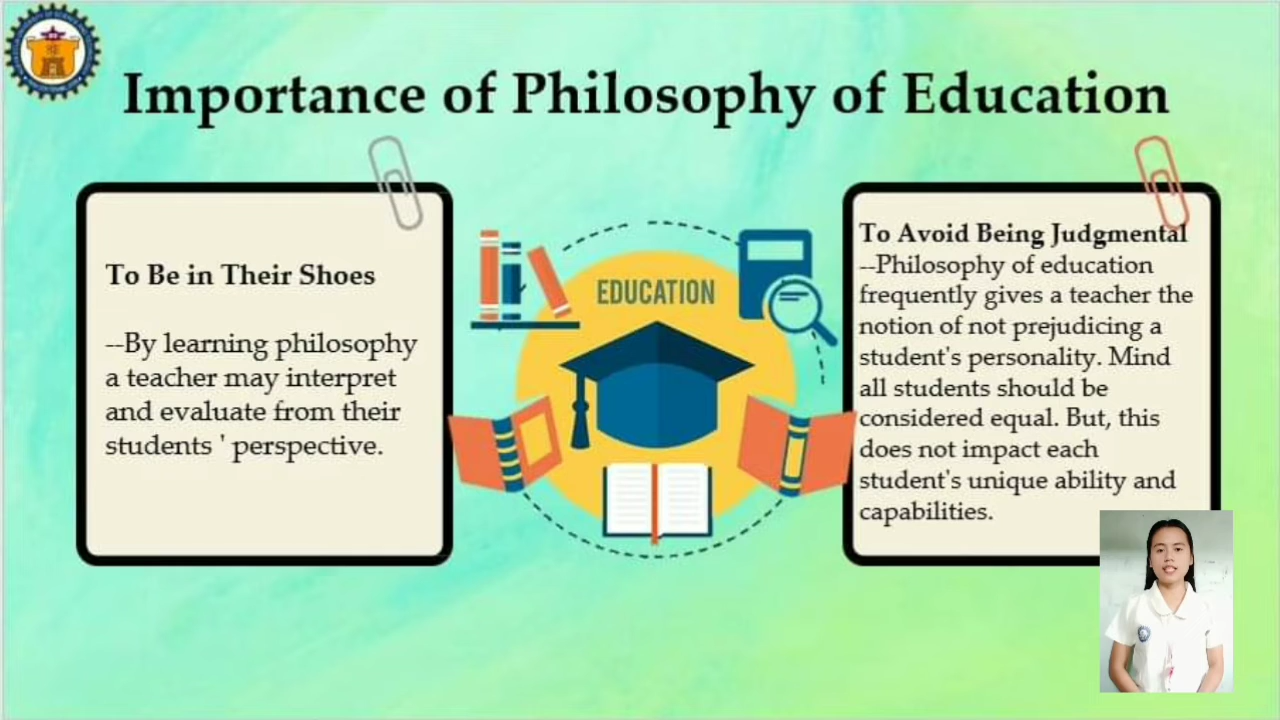 Importance of Philosophy of Education
To Be in Their Shoes
--By learning philosophy
a teacher may interpret
and evaluate from their
students ' perspective.
EDUCATION
To Avoid Being Judgmental
--Philosophy of education
frequently gives a teacher the
notion of not prejudicing a
student's personality. Mind
all students should be
considered equal. But, this
does not impact each
student's unique ability and
capabilities.